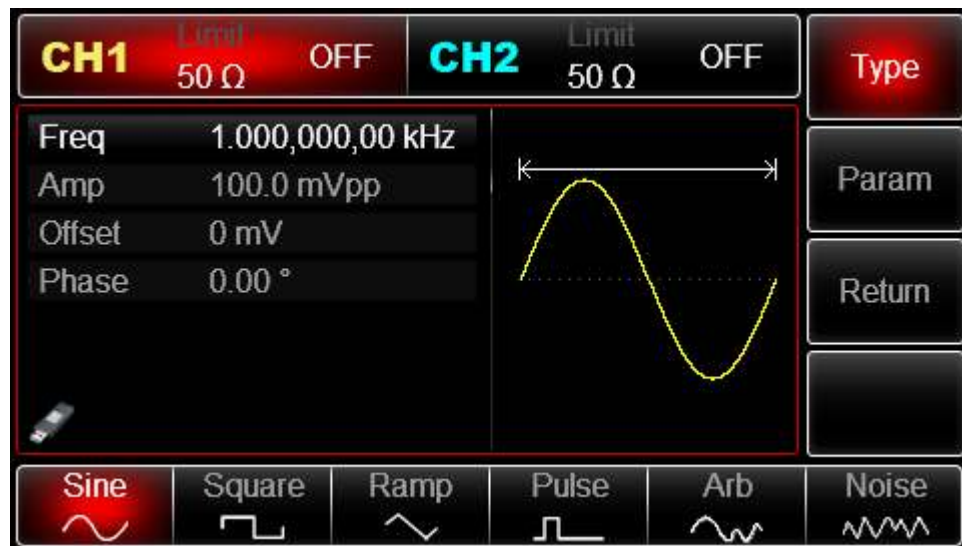 CH1 Limit 50 Ω OFF CH2 Limit 50 Ω OFF Type
Freq 1.000,000,00 kHz
Amp 100.0 mVpp
Offset 0 mV
Phase 0.00 °
Param
Return
Sine Square Ramp Pulse Arb Noise